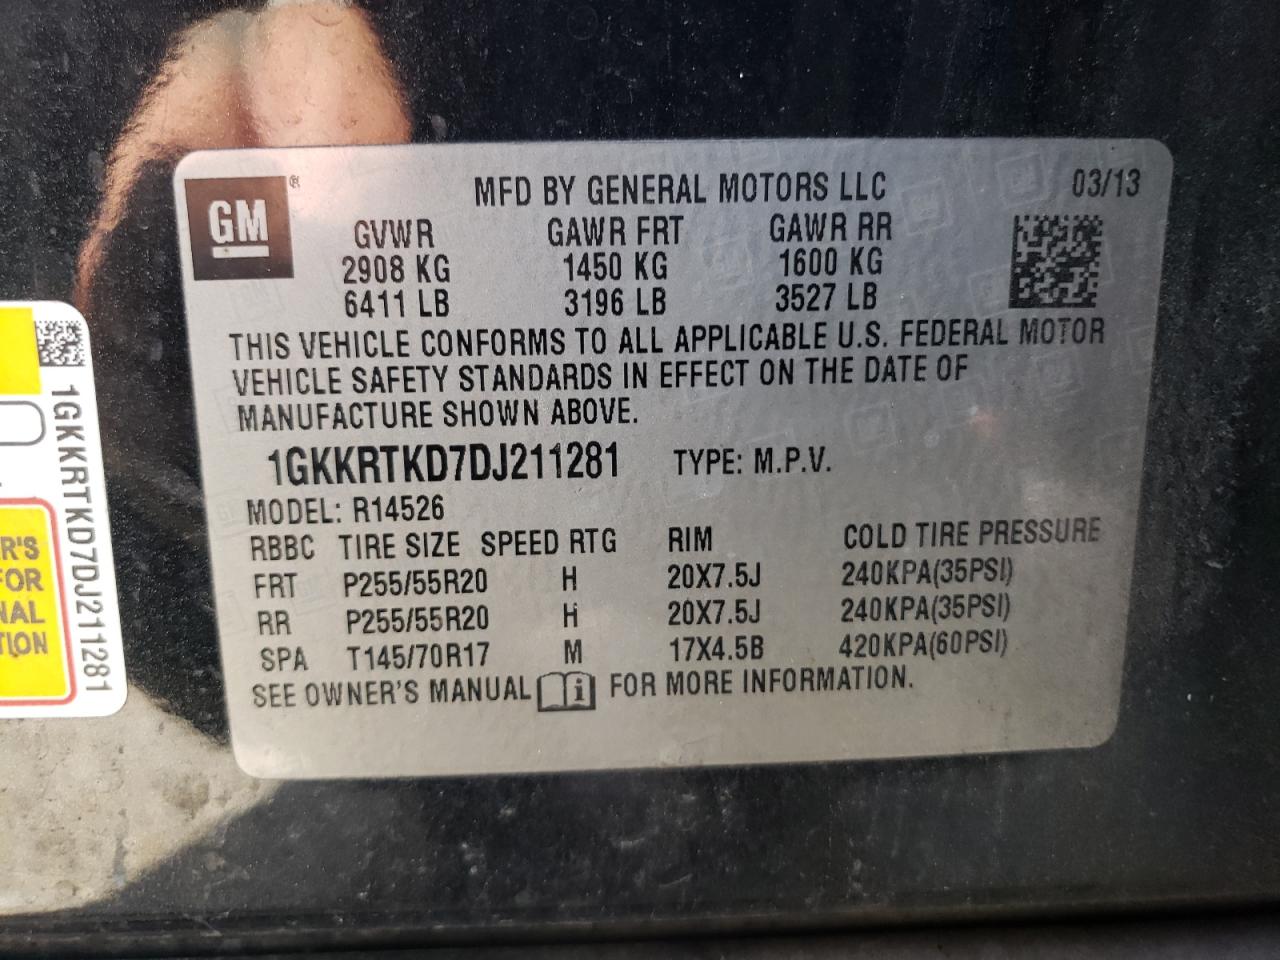 GM ®
MFD BY GENERAL MOTORS LLC 03/13
GVWR GAWR FRT GAWR RR
2908 KG 1450 KG 1600 KG
6411 LB 3196 LB 3527 LB
THIS VEHICLE CONFORMS TO ALL APPLICABLE U.S. FEDERAL MOTOR
VEHICLE SAFETY STANDARDS IN EFFECT ON THE DATE OF
MANUFACTURE SHOWN ABOVE.
1GKKRTKD7DJ211281 TYPE: M.P.V.
MODEL: R14526
RBBC TIRE SIZE SPEED RTG RIM COLD TIRE PRESSURE
FRT P255/55R20 H 20X7.5J 240KPA(35PSI)
RR P255/55R20 H 20X7.5J 240KPA(35PSI)
SPA T145/70R17 M 17X4.5B 420KPA(60PSI)
SEE OWNER'S MANUAL i FOR MORE INFORMATION.
1GKKRTKD7DJ211281
R'S
FOR
NAL
TION